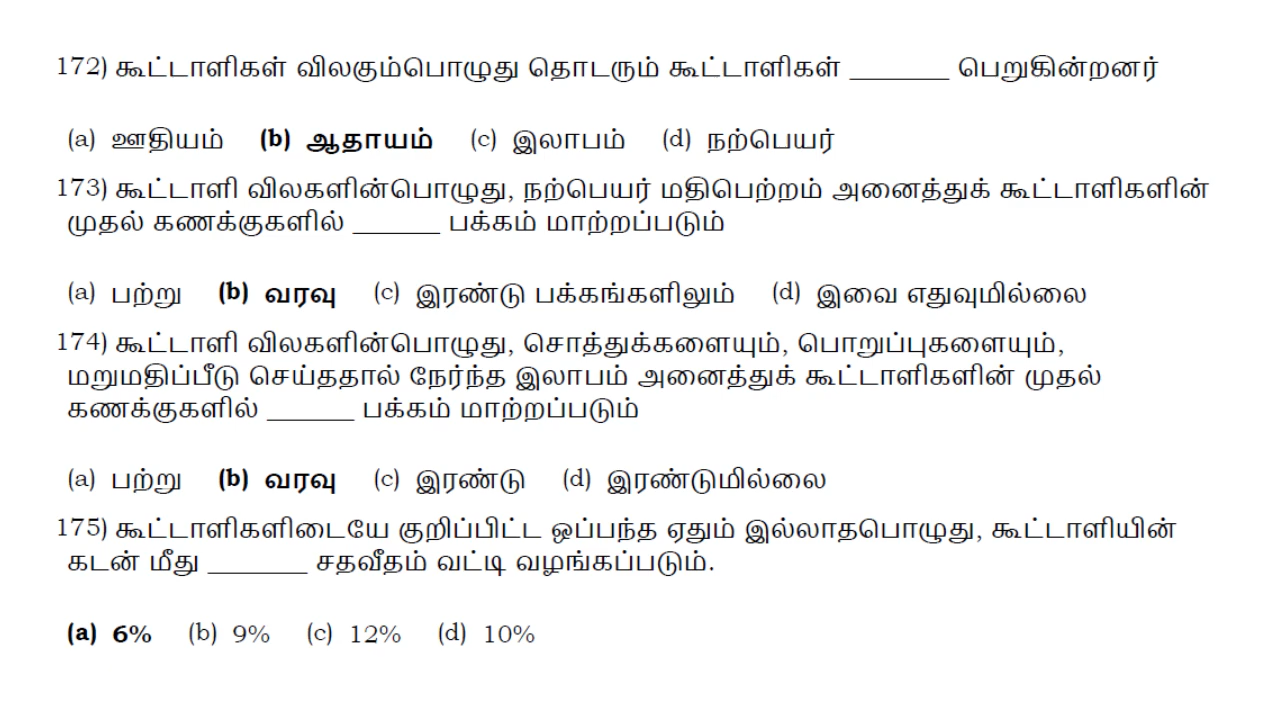 172) கூட்டாளிகள் விலகும்பொழுது தொடரும் கூட்டாளிகள் _______ பெறுகின்றனர்
(a) ஊதியம் (b) ஆதாயம் (c) இலாபம் (d) நற்பெயர்
173) கூட்டாளி விலகளின்பொழுது, நற்பெயர் மதிபெற்றம் அனைத்துக் கூட்டாளிகளின்
முதல் கணக்குகளில் ______ பக்கம் மாற்றப்படும்
(a) பற்று (b) வரவு (c) இரண்டு பக்கங்களிலும் (d) இவை எதுவுமில்லை
174) கூட்டாளி விலகளின்பொழுது, சொத்துக்களையும், பொறுப்புகளையும்,
மறுமதிப்பீடு செய்ததால் நேர்ந்த இலாபம் அனைத்துக் கூட்டாளிகளின் முதல்
கணக்குகளில் ______ பக்கம் மாற்றப்படும்
(a) பற்று (b) வரவு (c) இரண்டு (d) இரண்டுமில்லை
175) கூட்டாளிகளிடையே குறிப்பிட்ட ஒப்பந்த ஏதும் இல்லாதபொழுது, கூட்டாளியின்
கடன் மீது _______ சதவீதம் வட்டி வழங்கப்படும்.
(a) 6% (b) 9% (c) 12% (d) 10%